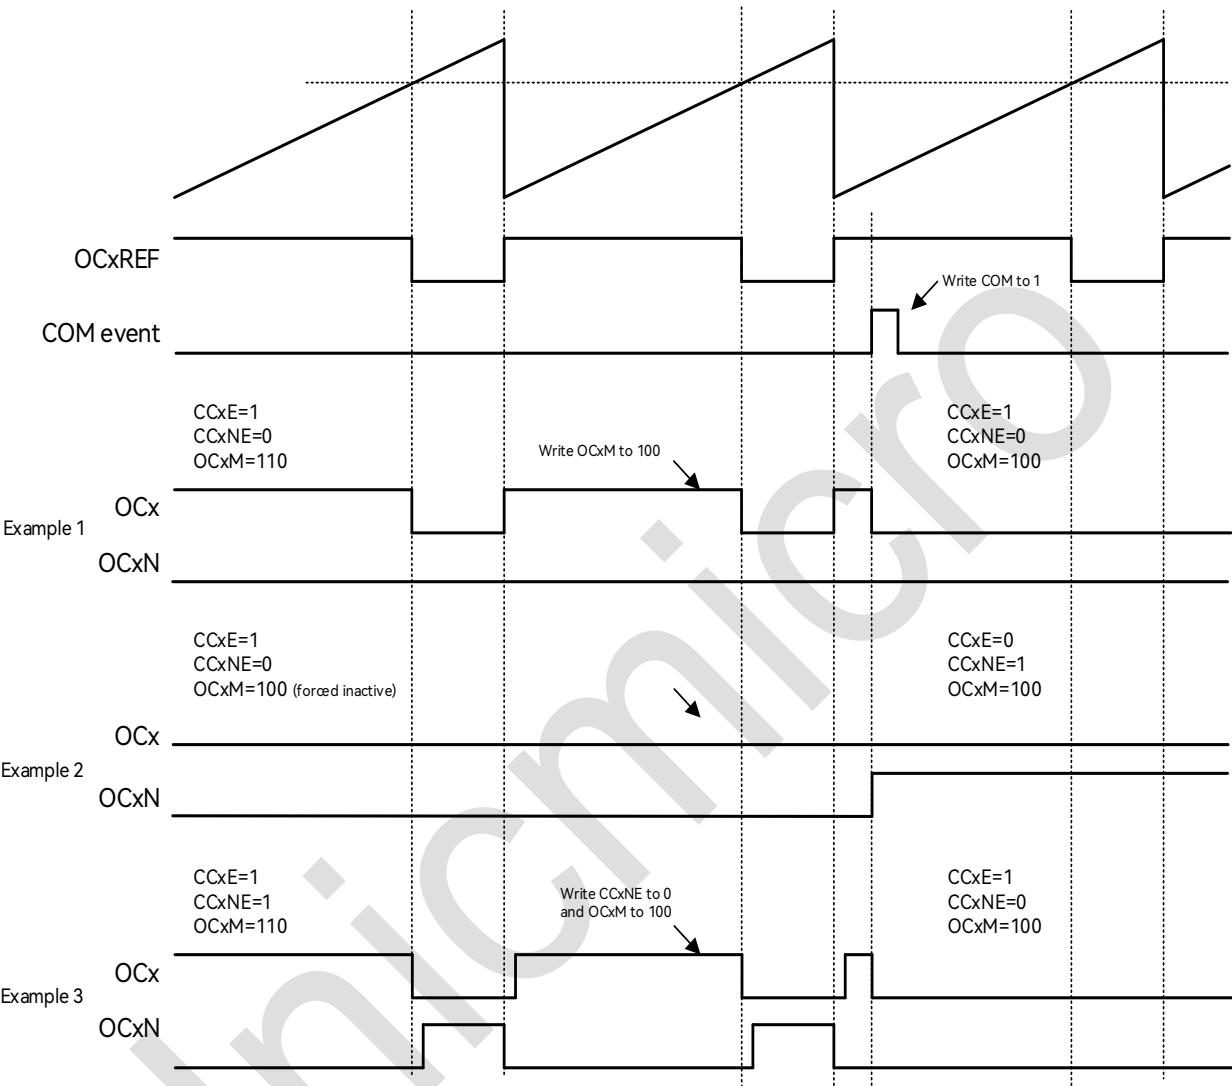 OCxREF
Write COM to 1
COM event
CCxE=1
CCxNE=0
OCxM=110
Write OCxM to 100
CCxE=1
CCxNE=0
OCxM=100
OCx
Example 1
OCxN
CCxE=1
CCxNE=0
OCxM=100 (forced inactive)
CCxE=0
CCxNE=1
OCxM=100
OCx
Example 2
OCxN
CCxE=1
CCxNE=1
OCxM=110
Write CCxNE to 0
and OCxM to 100
CCxE=1
CCxNE=0
OCxM=100
OCx
Example 3
OCxN